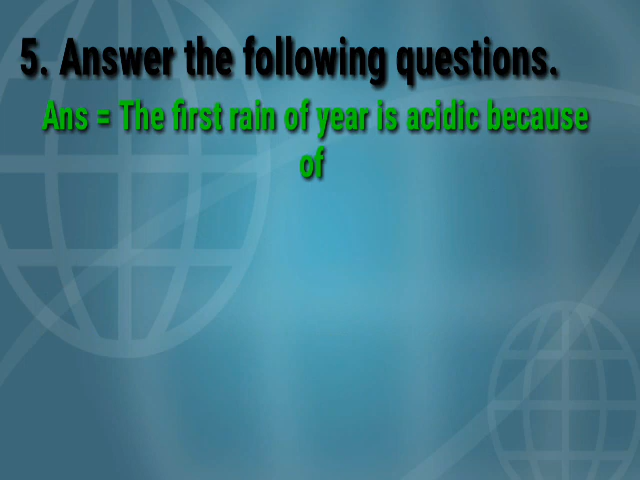 5. Answer the following questions.
Ans = The first rain of year is acidic because
of